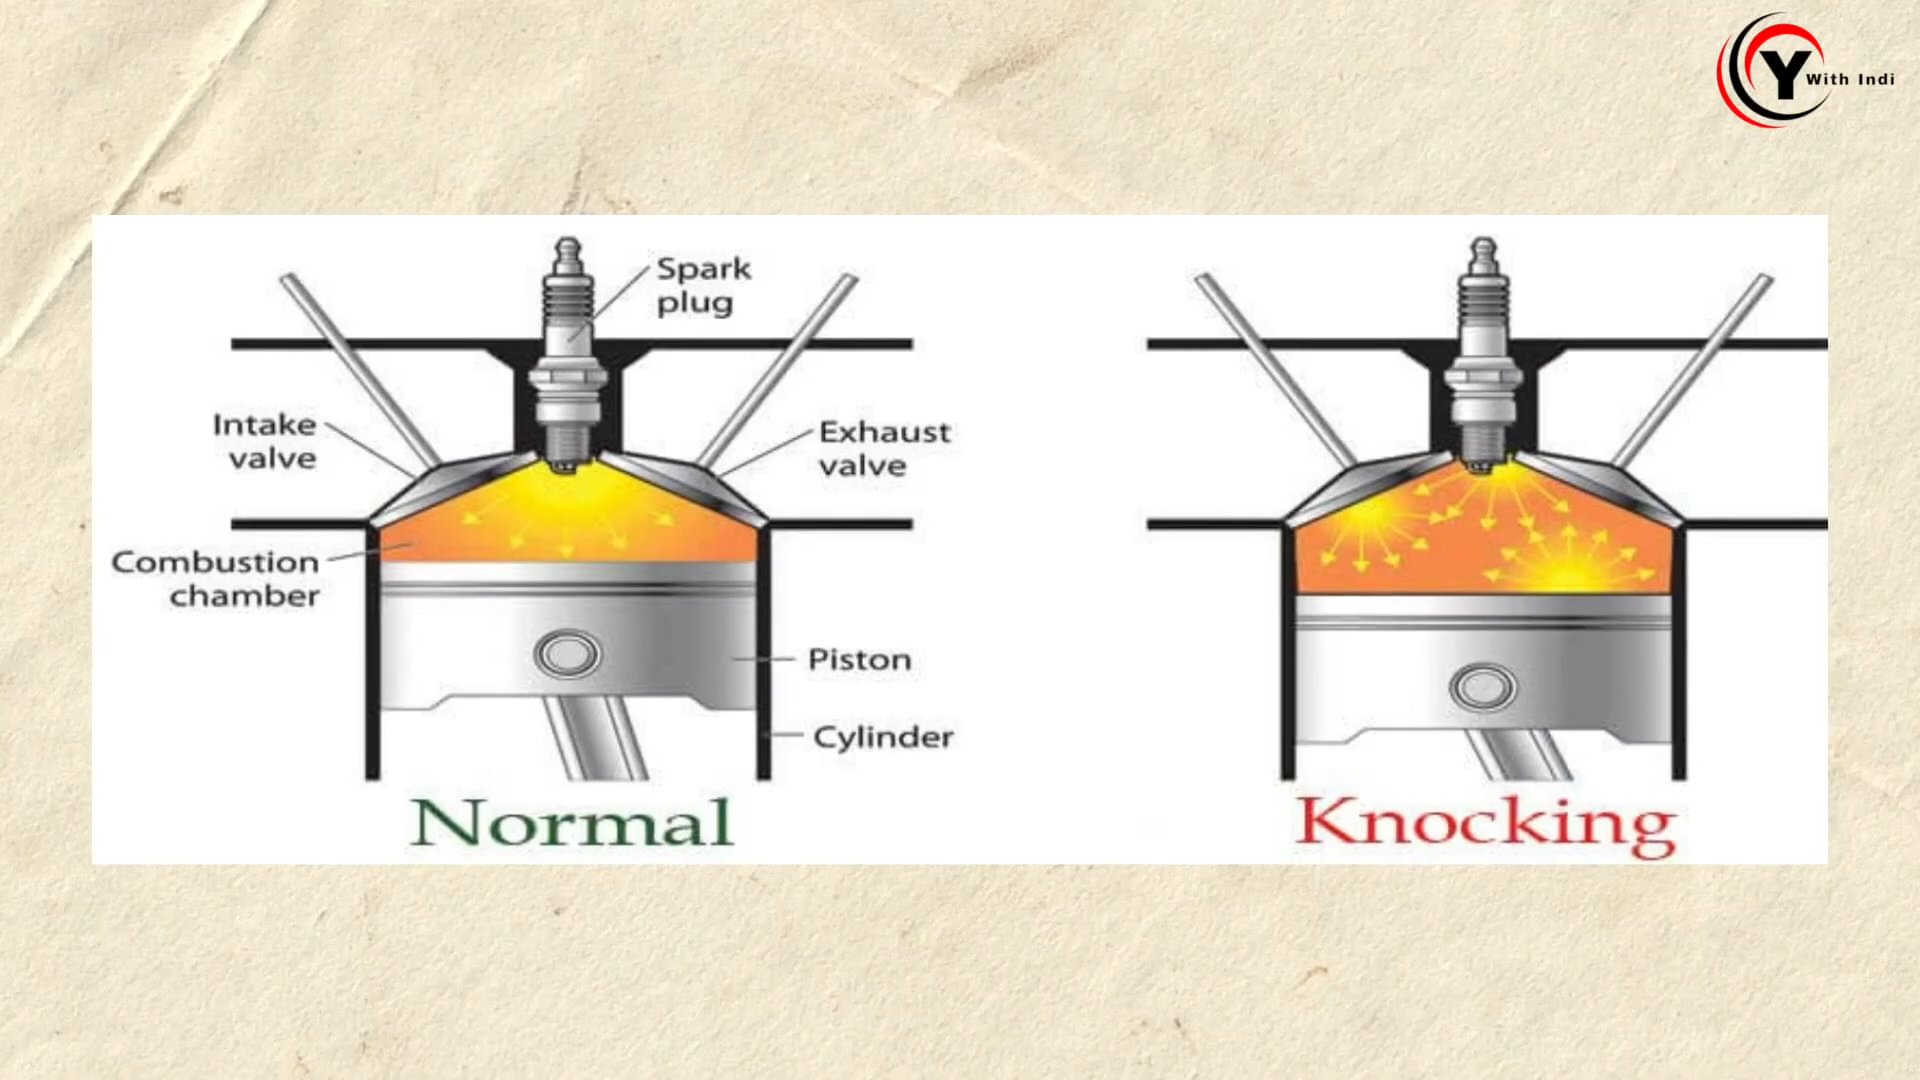 Y With Indi
Spark
plug
Intake
valve
Exhaust
valve
Combustion
chamber
Piston
Cylinder
Normal
Knocking